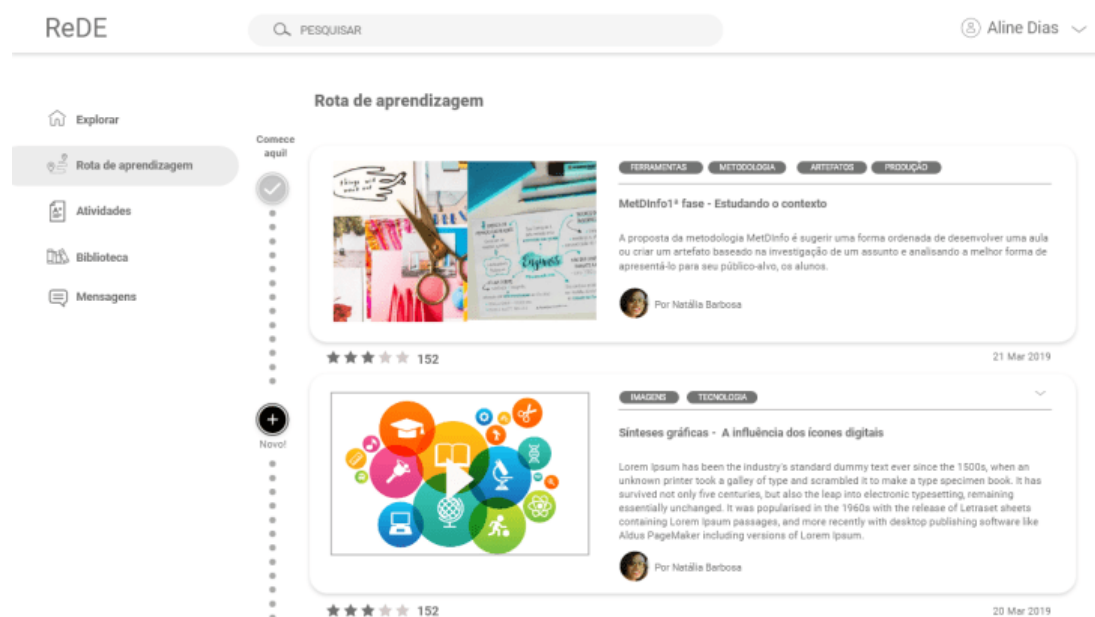 ReDE
PESQUISAR
Aline Dias
Explorar
Rota de aprendizagem
Atividades
Biblioteca
Mensagens
Rota de aprendizagem
Comece
aqui!
things will
work out
Enjoying
FERRAMENTAS METODOLOGIA ARTEFATOS PRODUÇÃO
MetDInfo1ª fase - Estudando o contexto
A proposta da metodologia MetDInfo é sugerir uma forma ordenada de desenvolver uma aula
ou criar um artefato baseado na investigação de um assunto e analisando a melhor forma de
apresentá-lo para seu público-alvo, os alunos.
Por Natália Barbosa
152
21 Mar 2019
Novo!
IMAGENS TECNOLOGIA
Sínteses gráficas - A influência dos ícones digitais
Lorem Ipsum has been the industry's standard dummy text ever since the 1500s, when an
unknown printer took a galley of type and scrambled it to make a type specimen book. It has
survived not only five centuries, but also the leap into electronic typesetting, remaining
essentially unchanged. It was popularised in the 1960s with the release of Letraset sheets
containing Lorem Ipsum passages, and more recently with desktop publishing software like
Aldus PageMaker including versions of Lorem Ipsum.
Por Natália Barbosa
152
20 Mar 2019